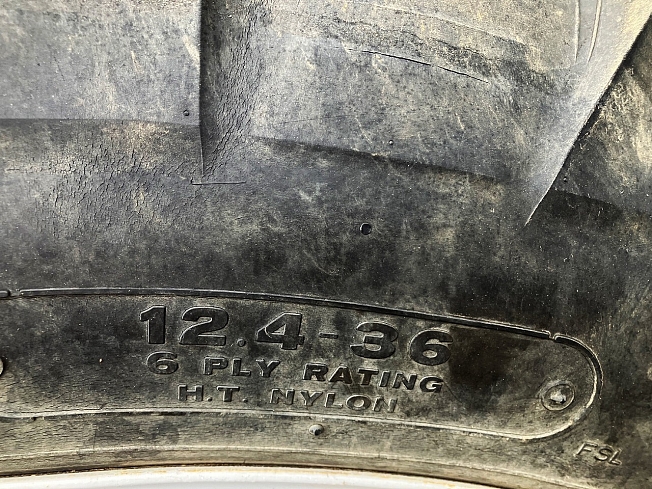 12.4-36
6 PLY RATING
H.T. NYLON
FSL